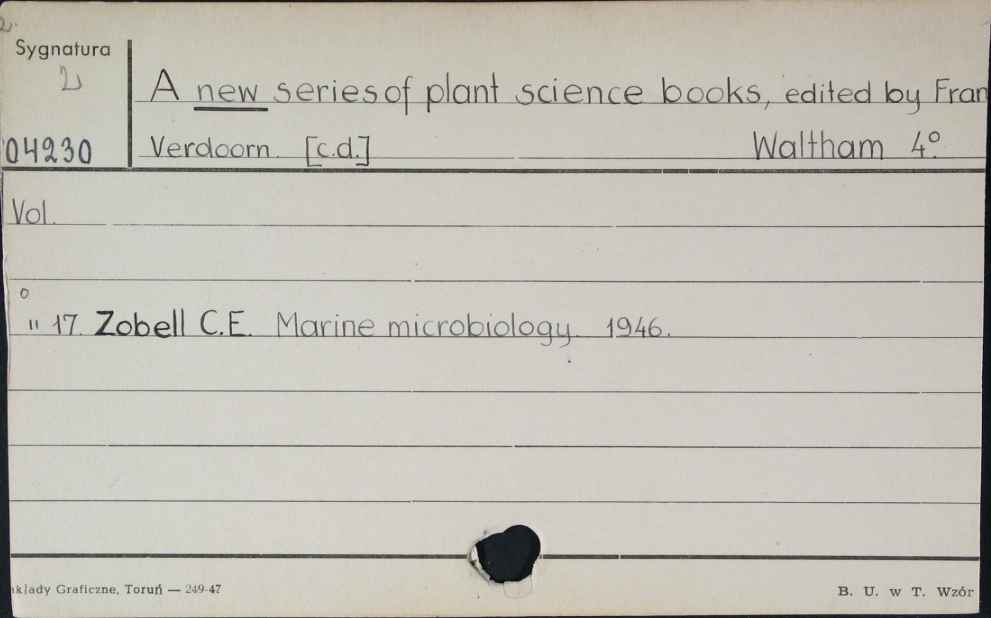 Sygnatura
A new series of plant science books, edited by Fran
04230 Verdoorn. [c.d.] Waltham 4°
Vol.
" 17. Zobell C.E. Marine microbiology. 1946.
kłady Graficzne, Toruń — 249-47 B. U. w T. Wzór